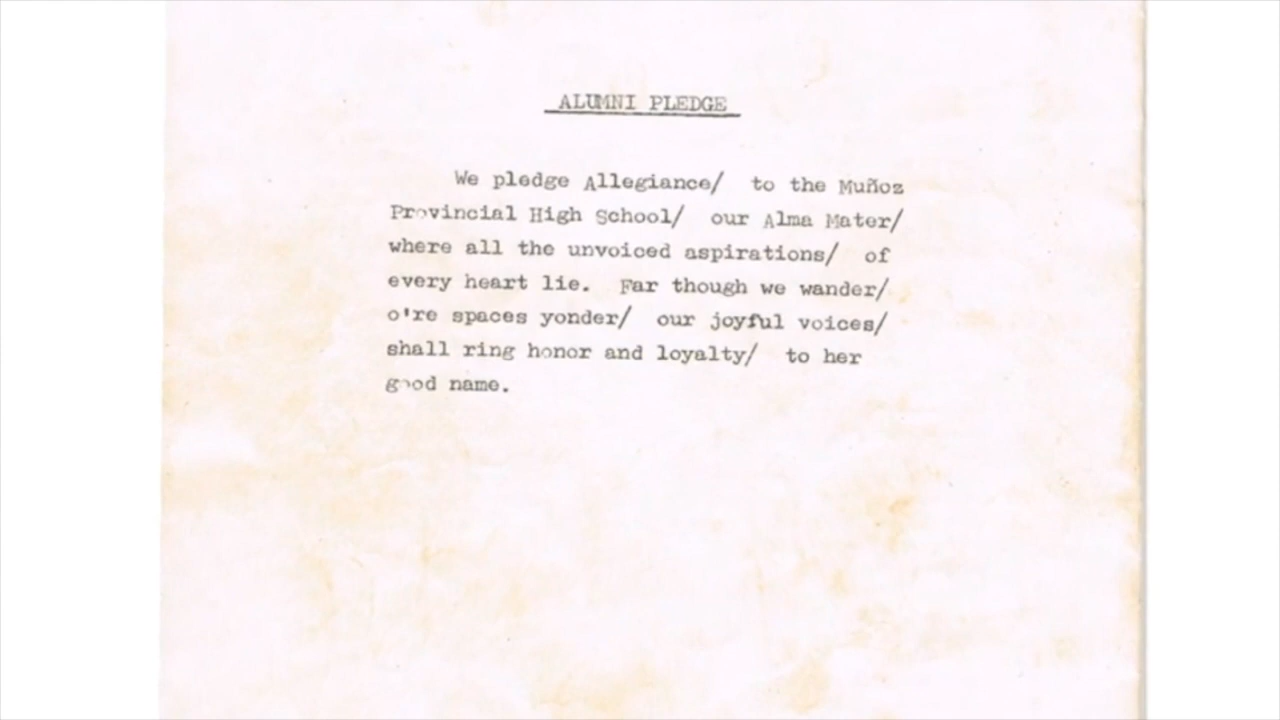 ALUMNI PLEDGE
We pledge Allegiance/ to the Muñoz
Provincial High School/ our Alma Mater/
where all the unvoiced aspirations/ of
every heart lie. Far though we wander/
o're spaces yonder/ our joyful voices/
shall ring honor and loyalty/ to her
good name.